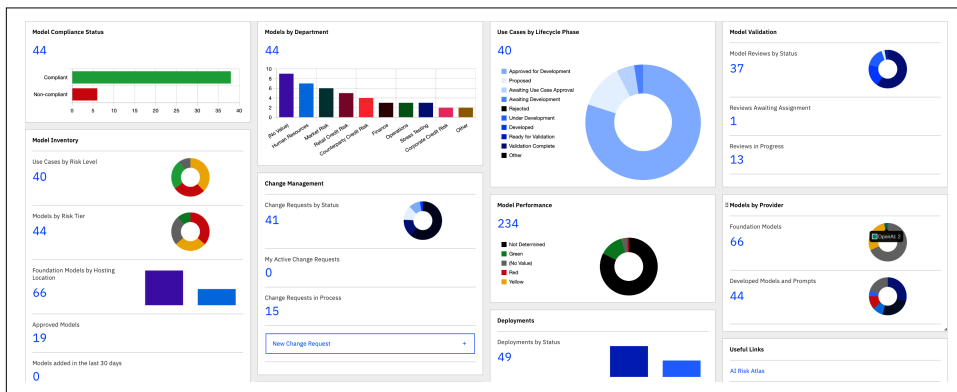 Model Compliance Status
44
Compliant
Non-compliant
0 5 10 15 20 25 30 35 40
Model Inventory
Use Cases by Risk Level
40
Models by Risk Tier
44
Foundation Models by Hosting
Location
66
Approved Models
19
Models added in the last 30 days
0
Models by Department
44
10
8
6
4
2
0
(No Value)
Human Resources
Market Risk
Retail Credit Risk
Counterparty Credit Risk
Finance
Operations
Stress Testing
Corporate Credit Risk
Other
Change Management
Change Requests by Status
41
My Active Change Requests
0
Change Requests in Process
15
New Change Request +
Use Cases by Lifecycle Phase
40
Approved for Development
Proposed
Awaiting Use Case Approval
Awaiting Development
Rejected
Under Development
Developed
Ready for Validation
Validation Complete
Other
Model Performance
234
Not Determined
Green
(No Value)
Red
Yellow
Deployments
Deployments by Status
49
Model Validation
Model Reviews by Status
37
Reviews Awaiting Assignment
1
Reviews in Progress
13
Models by Provider
Foundation Models
66
OpenAI: 2
Developed Models and Prompts
44
Useful Links
AI Risk Atlas